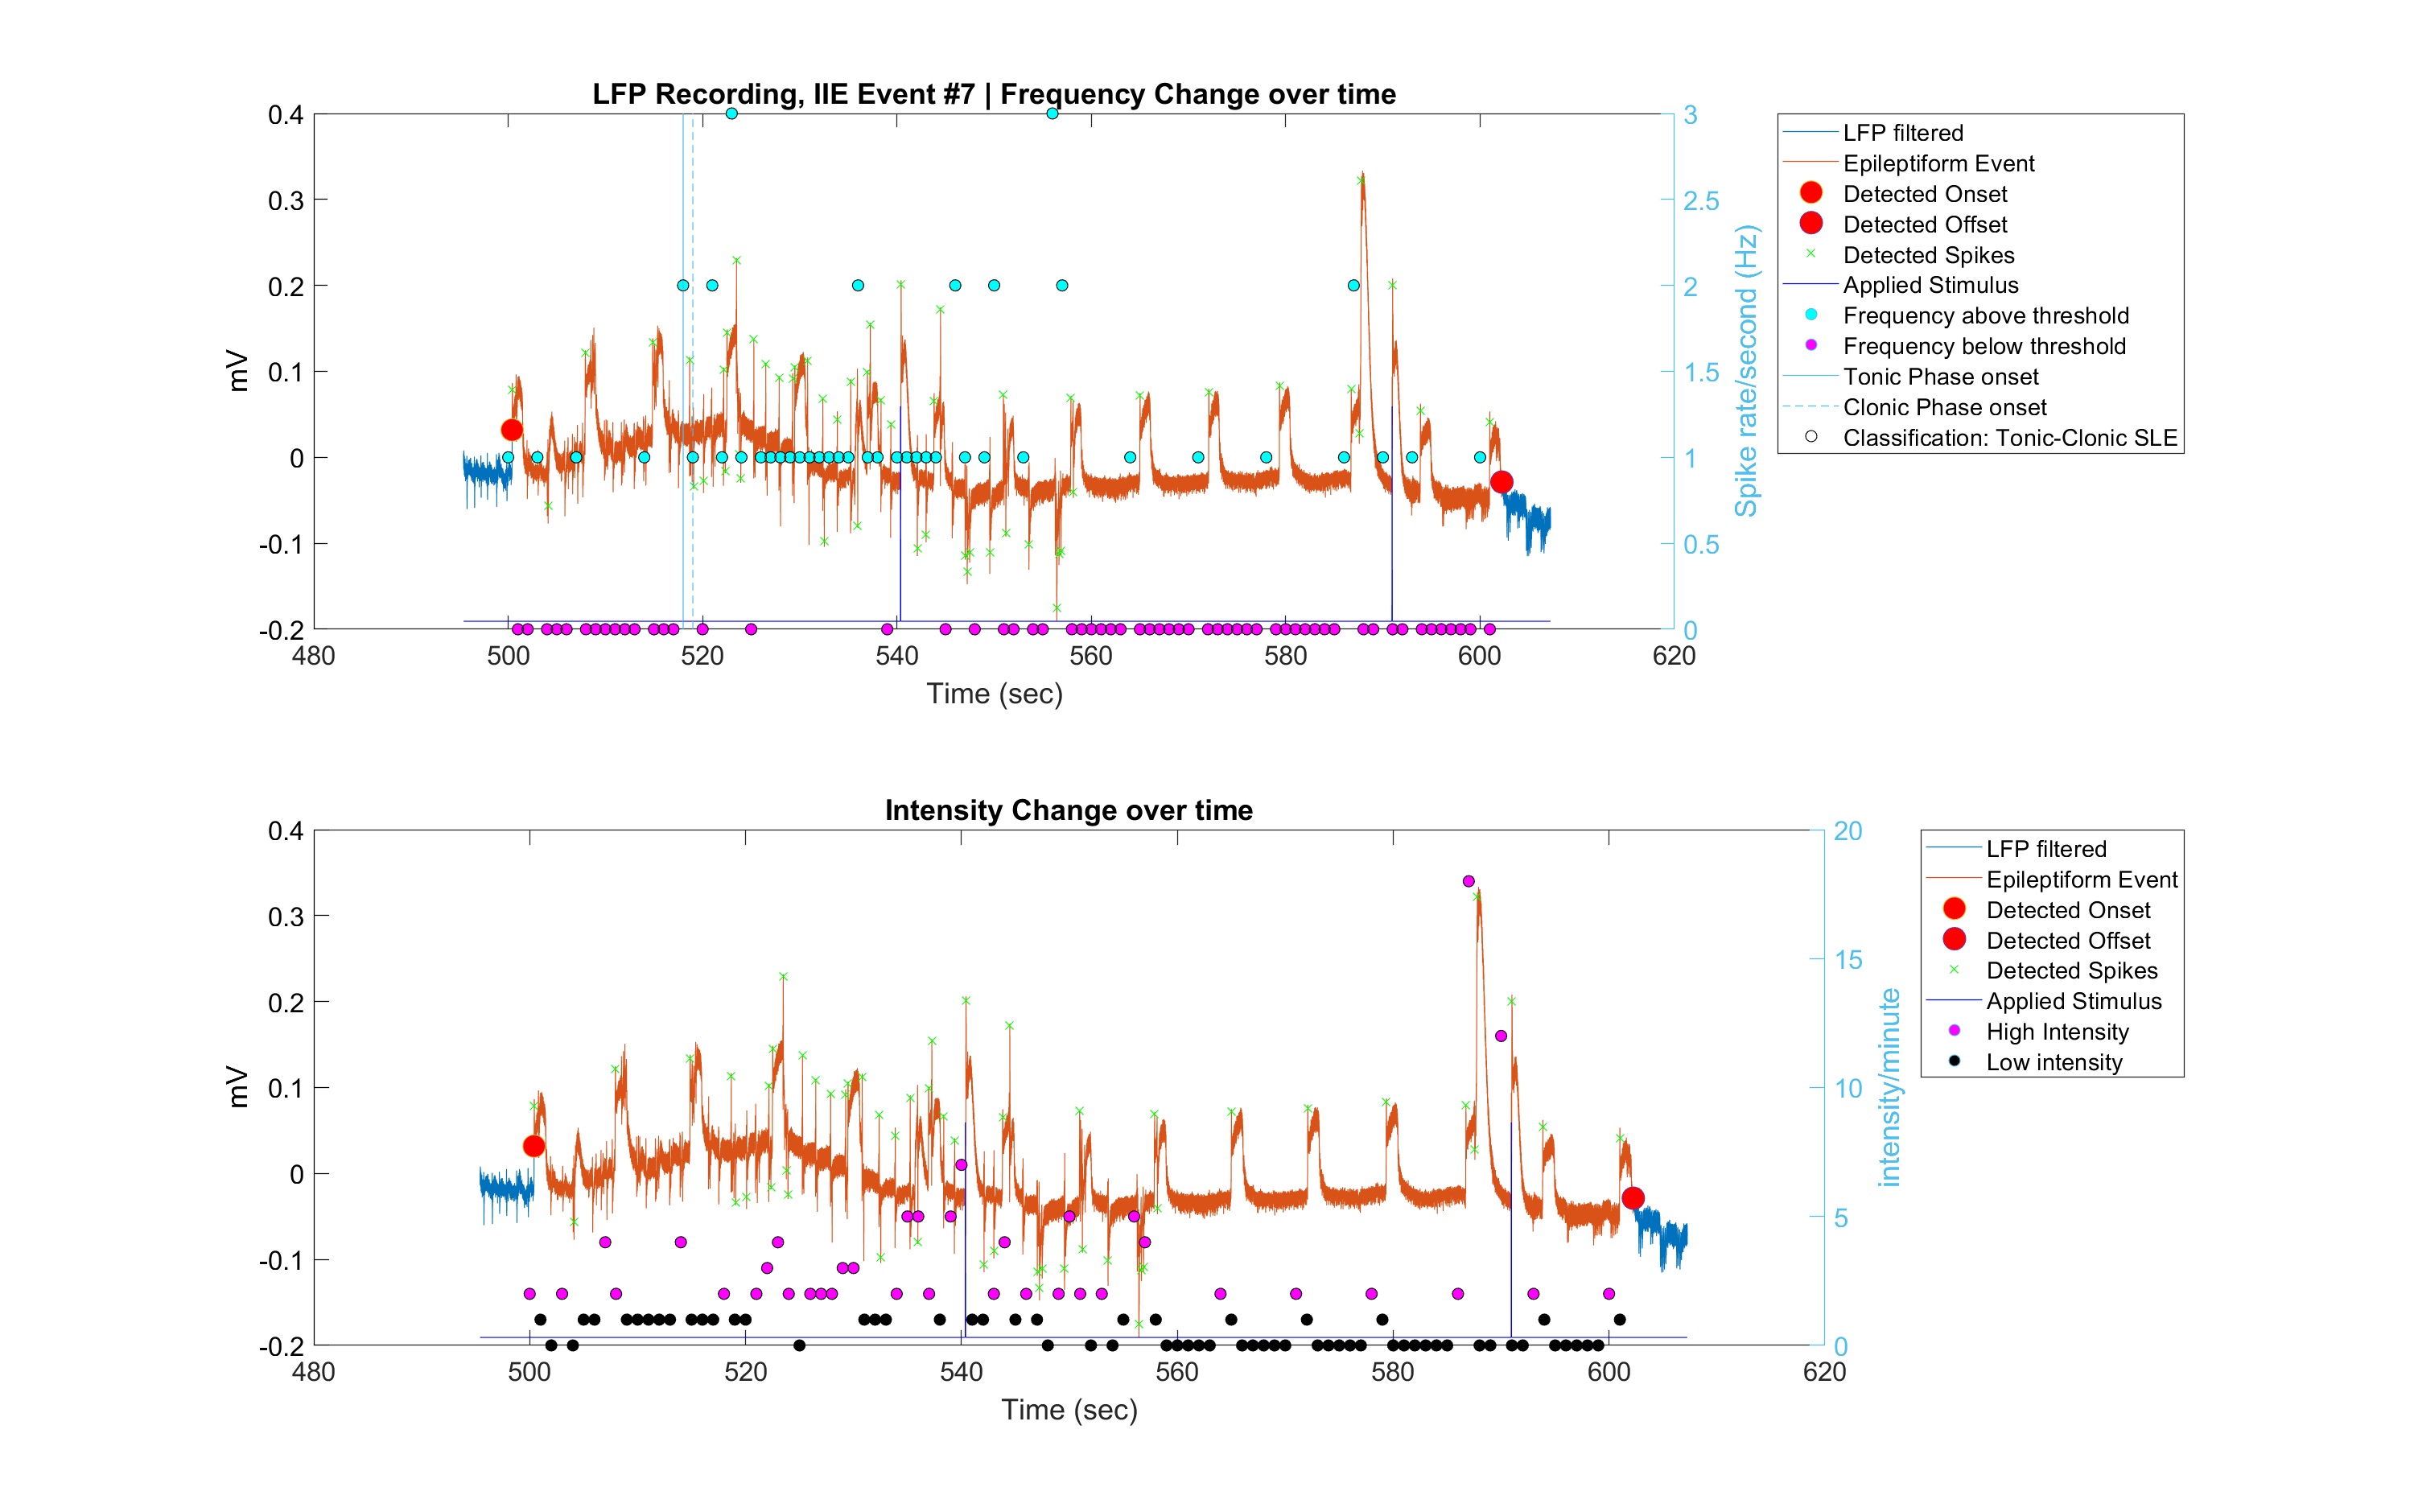 LFP Recording, IIE Event #7 | Frequency Change over time
0.4
0.3
0.2
0.1
0
-0.1
-0.2
mV
480
500
520
540
560
580
600
620
Time (sec)
3
2.5
2
1.5
1
0.5
0
Spike rate/second (Hz)
LFP filtered
Epileptiform Event
Detected Onset
Detected Offset
Detected Spikes
Applied Stimulus
Frequency above threshold
Frequency below threshold
Tonic Phase onset
Clonic Phase onset
Classification: Tonic-Clonic SLE
Intensity Change over time
0.4
0.3
0.2
0.1
0
-0.1
-0.2
mV
480
500
520
540
560
580
600
620
Time (sec)
20
15
10
5
0
intensity/minute
LFP filtered
Epileptiform Event
Detected Onset
Detected Offset
Detected Spikes
Applied Stimulus
High Intensity
Low intensity